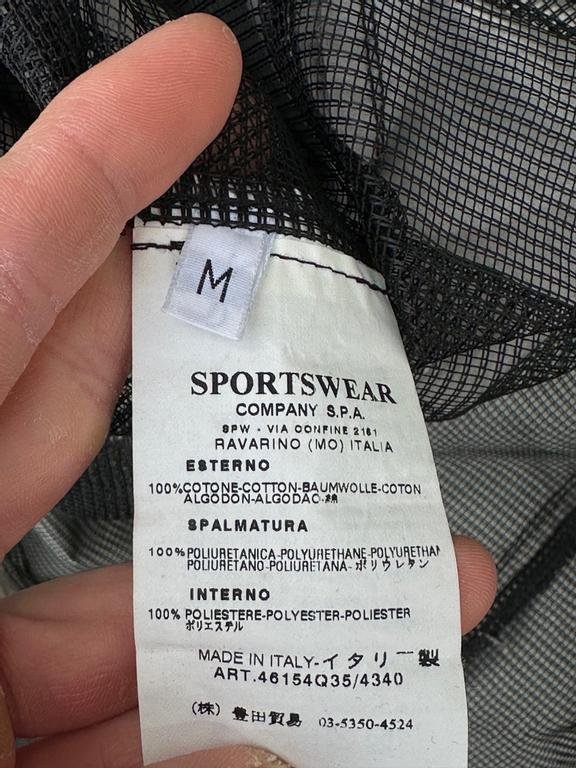 M
SPORTSWEAR
COMPANY S.P.A.
SPW - VIA CONFINE 2161
RAVARINO (MO) ITALIA
ESTERNO
100%COTONE-COTTON-BAUMWOLLE-COTON
ALGODON-ALGODAO-綿
SPALMATURA
100%POLIURETANICA-POLYURETHANE-POLYURETHAN
POLIURETANO-POLIURETANA-ポリウレタン
INTERNO
100% POLIESTERE-POLYESTER-POLIESTER
ポリエステル
MADE IN ITALY-イタリー製
ART.46154Q35/4340
(株) 豊田貿易 03-5350-4524